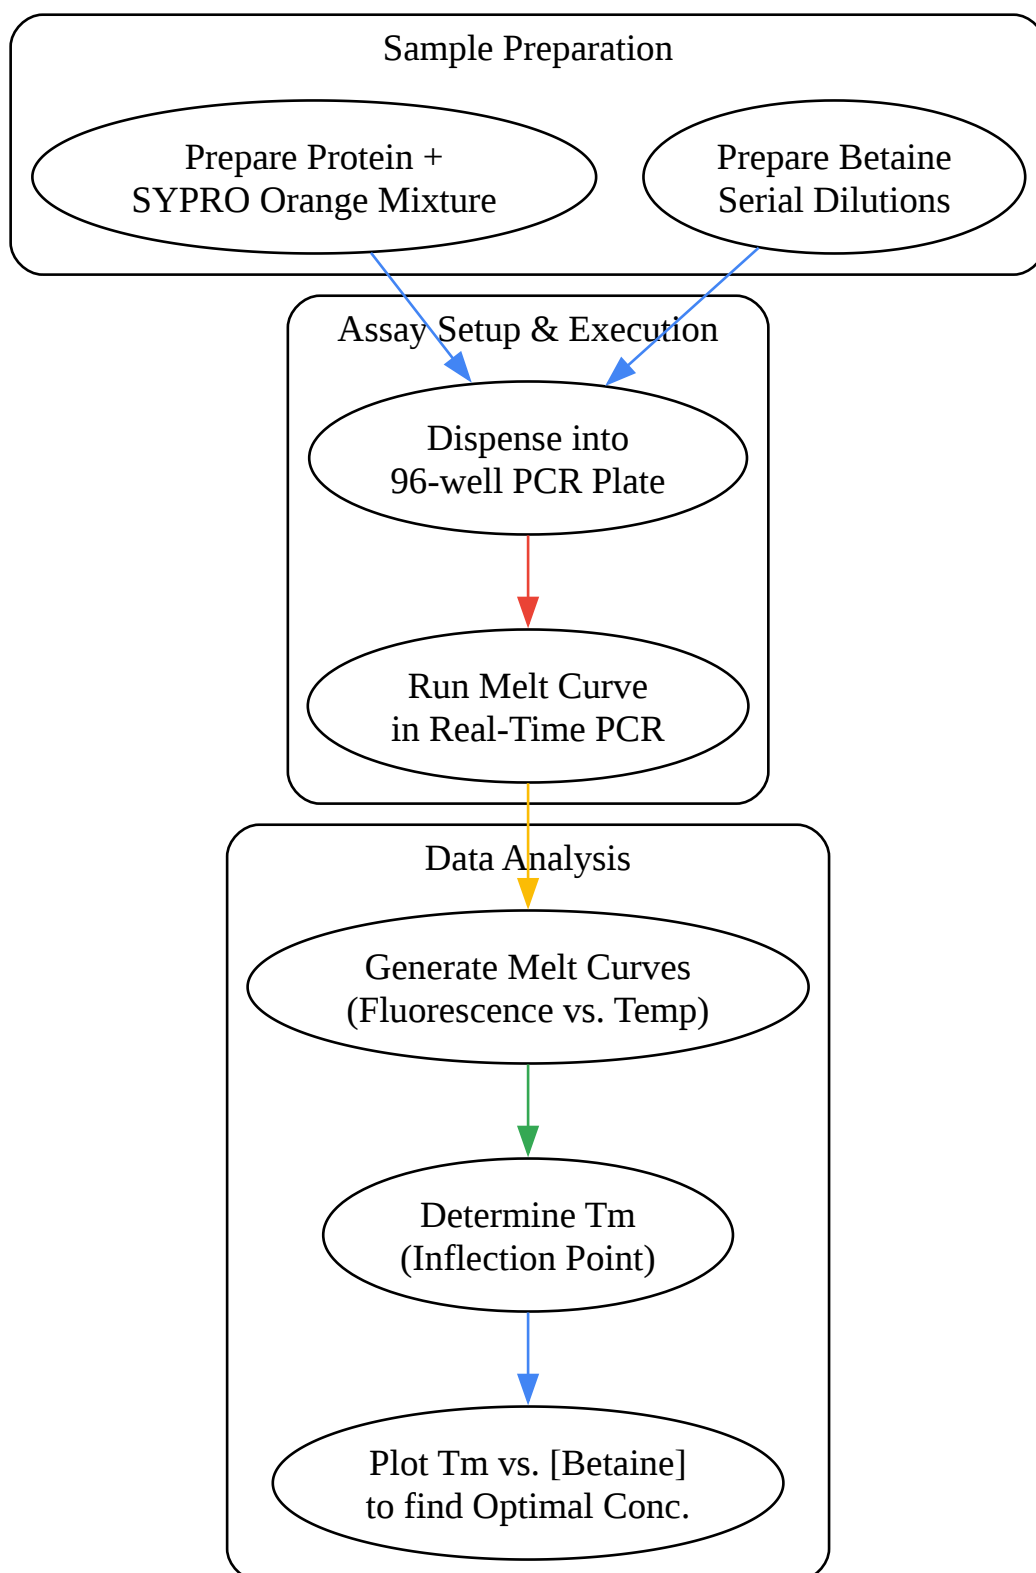 Sample Preparation
Prepare Protein +
SYPRO Orange Mixture
Prepare Betaine
Serial Dilutions
Assay Setup & Execution
Dispense into
96-well PCR Plate
Run Melt Curve
in Real-Time PCR
Data Analysis
Generate Melt Curves
(Fluorescence vs. Temp)
Determine Tm
(Inflection Point)
Plot Tm vs. [Betaine]
to find Optimal Conc.